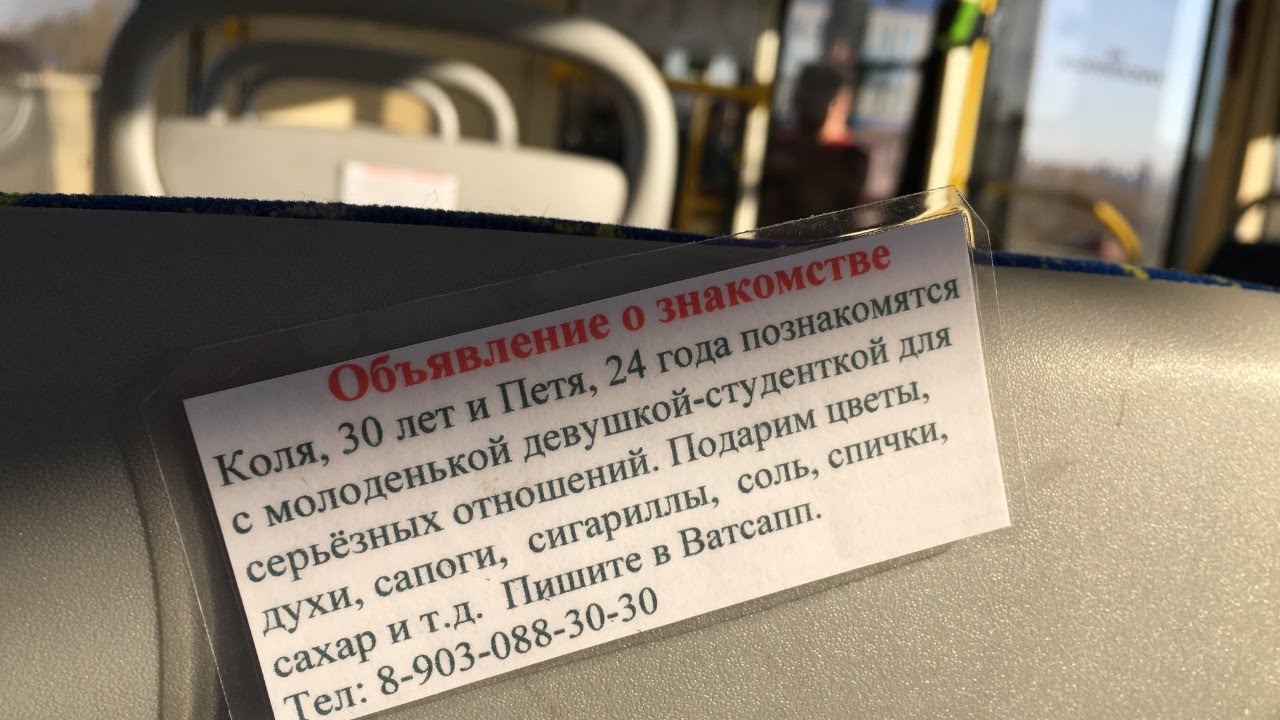 Объявление о знакомстве
Коля, 30 лет и Петя, 24 года познакомятся
с молоденькой девушкой-студенткой для
серьёзных отношений. Подарим цветы,
духи, сапоги, сигариллы, соль, спички,
сахар и т.д. Пишите в Ватсапп.
Тел: 8-903-088-30-30